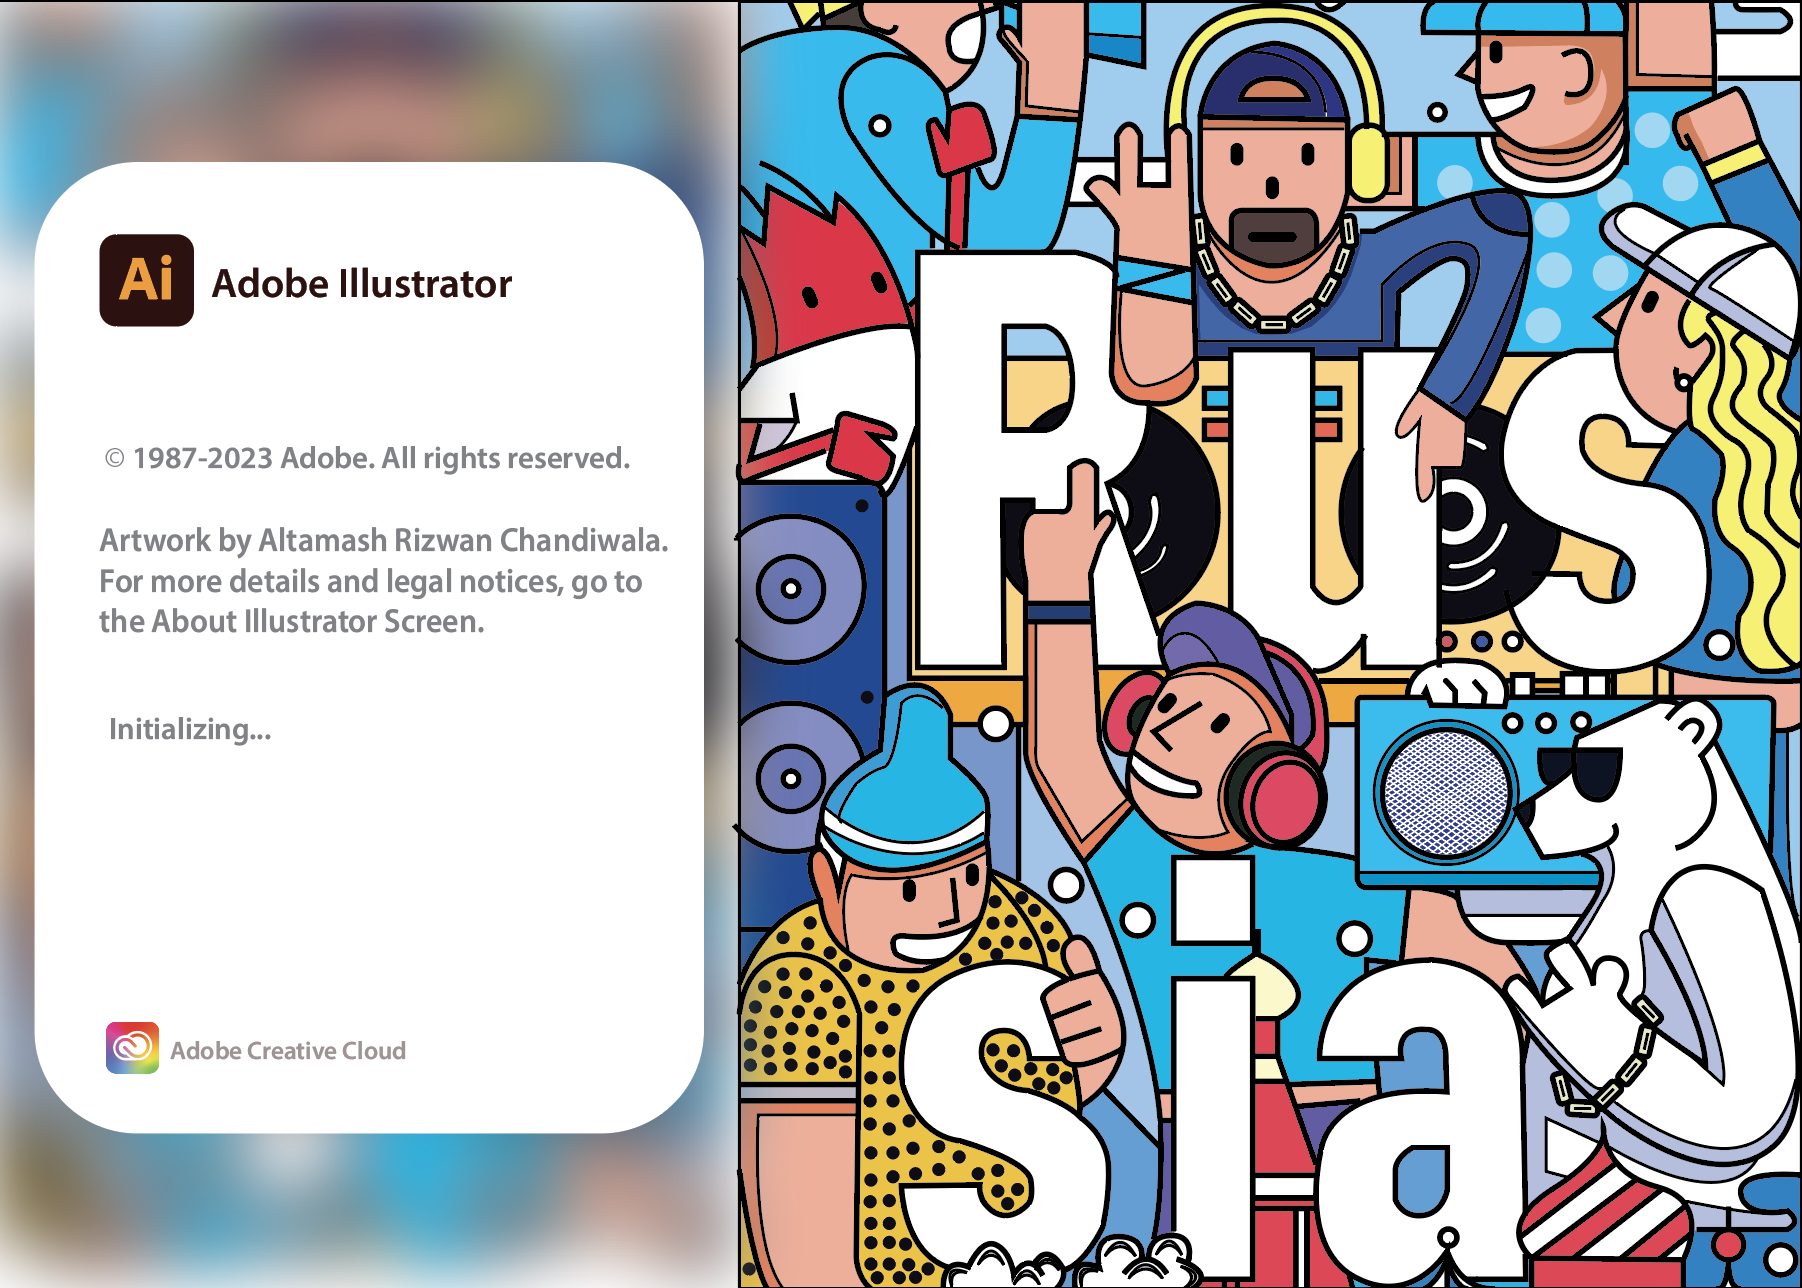 Ai Adobe Illustrator
© 1987-2023 Adobe. All rights reserved.
Artwork by Altamash Rizwan Chandiwala.
For more details and legal notices, go to
the About Illustrator Screen.
Initializing...
Adobe Creative Cloud
Rus
sia